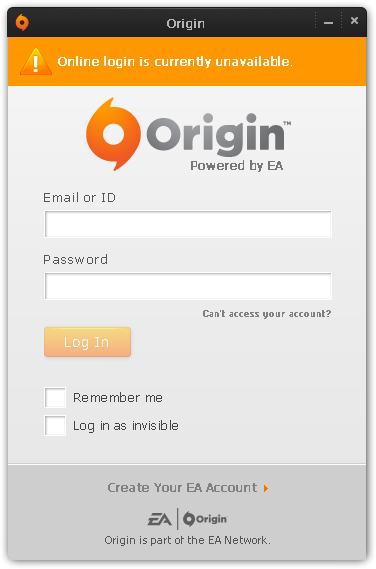 Origin
Online login is currently unavailable.
Origin™
Powered by EA
Email or ID
Password
Can't access your account?
Log In
Remember me
Log in as invisible
Create Your EA Account
EA Origin
Origin is part of the EA Network.